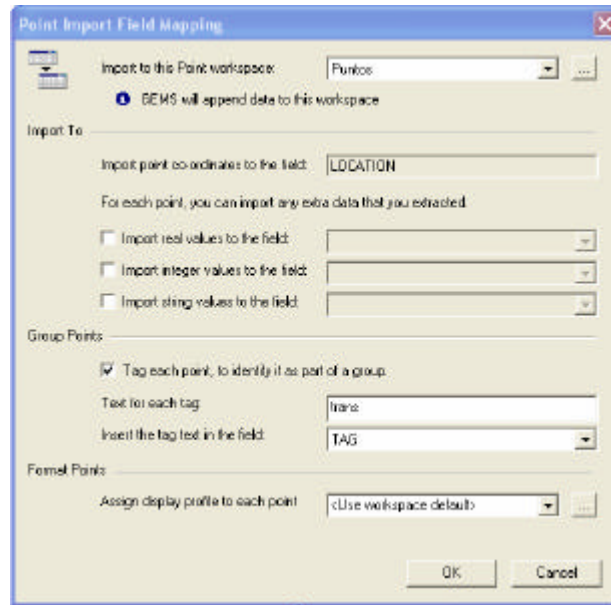 Point Import Field Mapping
Import to this Point workspace: Puntos ...
GEMS will append data to this workspace
Import To
Import point co-ordinates to the field: LOCATION
For each point, you can import any extra data that you extracted.
Import real values to the field:
Import integer values to the field:
Import string values to the field:
Group Points
Tag each point, to identify it as part of a group.
Text for each tag: trans
Insert the tag text in the field: TAG
Format Points
Assign display profile to each point <Use workspace default> ...
OK Cancel